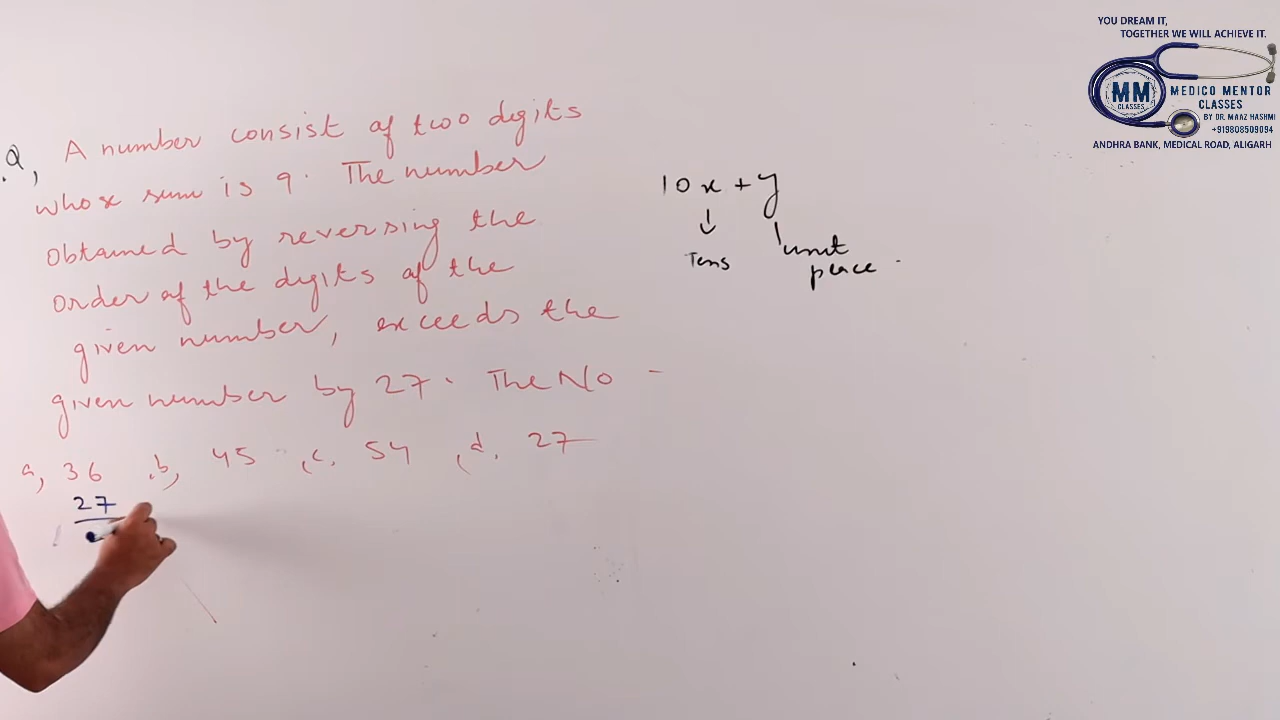 YOU DREAM IT,
TOGETHER WE WILL ACHIEVE IT.
MM
CLASSES
MEDICO MENTOR
CLASSES
BY DR. MAAZ HASHMI
+919808509094
ANDHRA BANK, MEDICAL ROAD, ALIGARH
Q, A number consist of two digits
whose sum is 9. The number
obtained by reversing the
order of the digits of the
given number, exceeds the
given number by 27. The No -
a, 36 b, 45 c. 54 d. 27
27
10x + y
Tens
unit
place